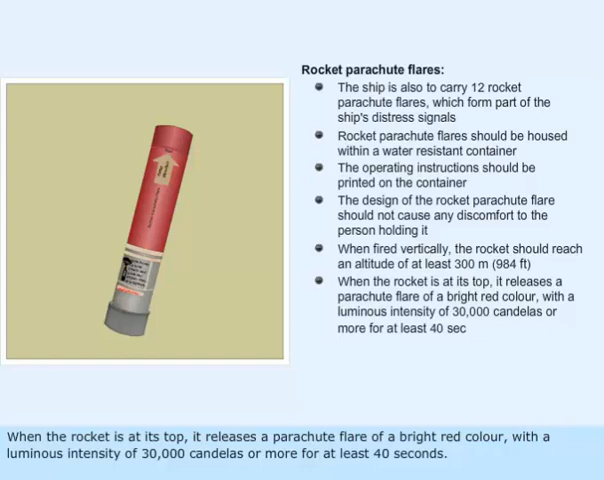 Rocket parachute flares:
The ship is also to carry 12 rocket
parachute flares, which form part of the
ship's distress signals
Rocket parachute flares should be housed
within a water resistant container
The operating instructions should be
printed on the container
The design of the rocket parachute flare
should not cause any discomfort to the
person holding it
When fired vertically, the rocket should reach
an altitude of at least 300 m (984 ft)
When the rocket is at its top, it releases a
parachute flare of a bright red colour, with a
luminous intensity of 30,000 candelas or
more for at least 40 sec
When the rocket is at its top, it releases a parachute flare of a bright red colour, with a
luminous intensity of 30,000 candelas or more for at least 40 seconds.